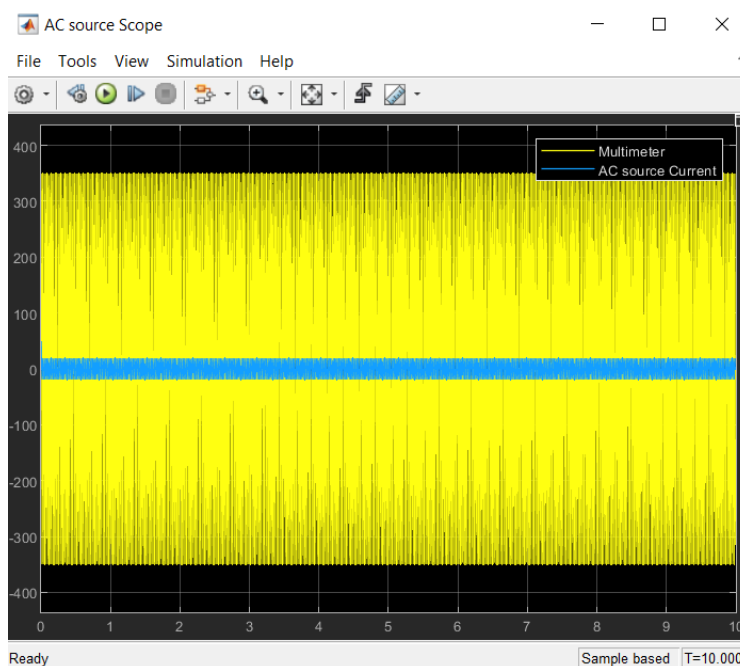 AC source Scope
File Tools View Simulation Help
Multimeter
AC source Current
400
300
200
100
0
-100
-200
-300
-400
0 1 2 3 4 5 6 7 8 9 10
Ready Sample based T=10.000